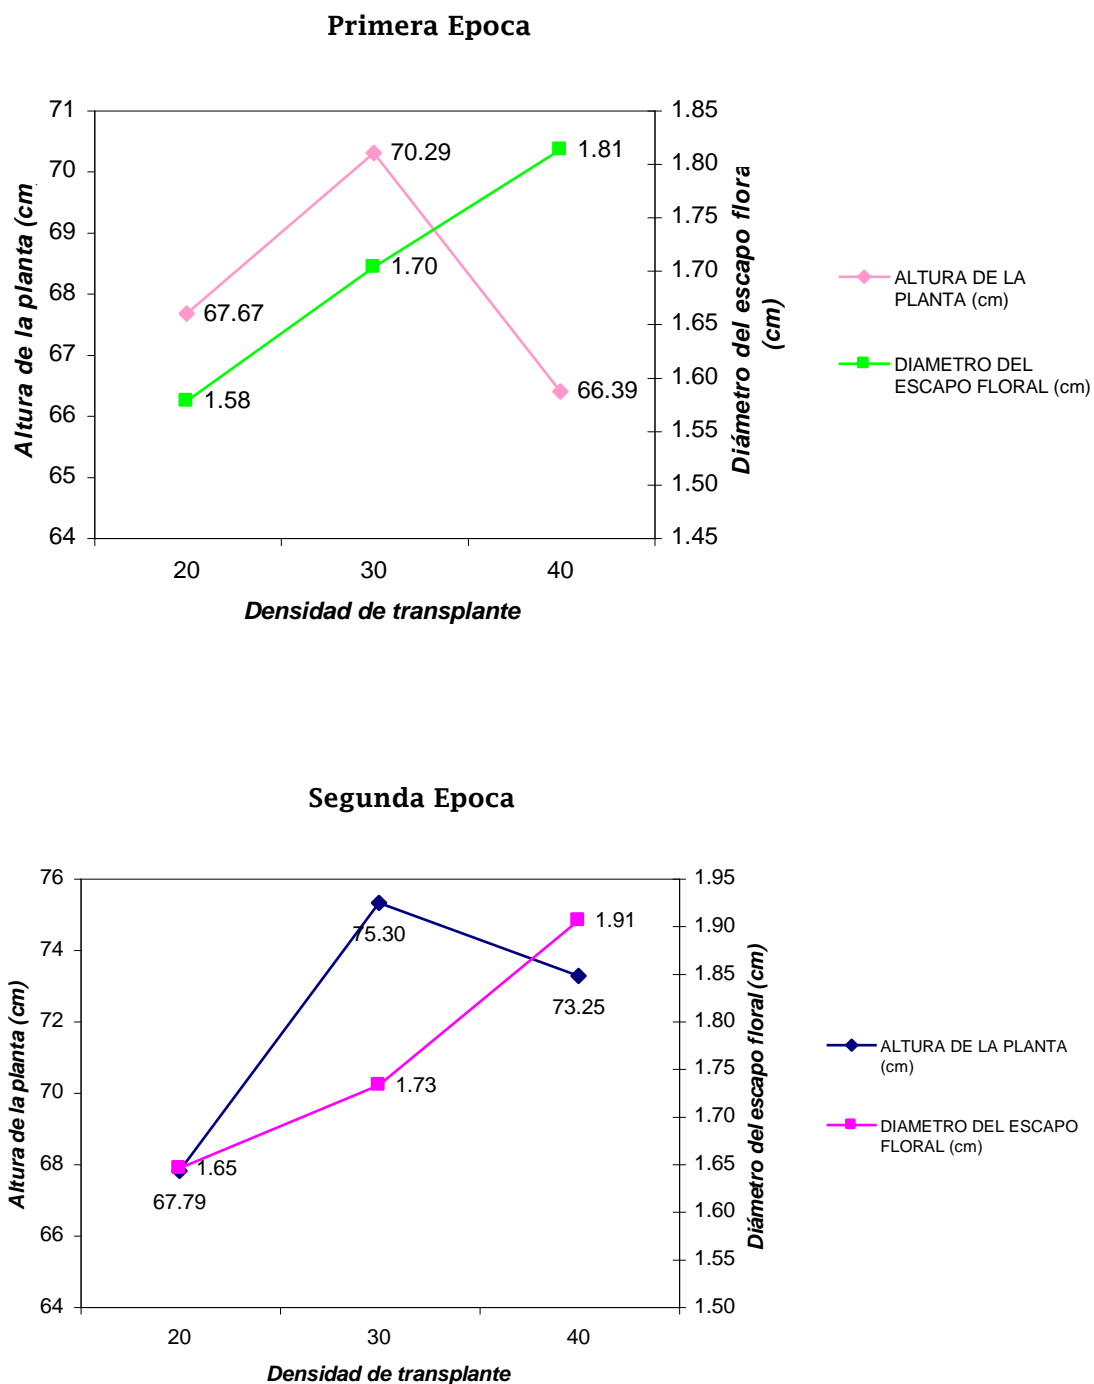 Primera Epoca
71
70
69
68
67
66
65
64
Altura de la planta (cm
1.85
1.80
1.75
1.70
1.65
1.60
1.55
1.50
1.45
Diámetro del escapo flora
(cm)
70.29
1.81
1.70
67.67
1.58
66.39
20 30 40
Densidad de transplante
ALTURA DE LA
PLANTA (cm)
DIAMETRO DEL
ESCAPO FLORAL (cm)
Segunda Epoca
76
74
72
70
68
66
64
Altura de la planta (cm)
1.95
1.90
1.85
1.80
1.75
1.70
1.65
1.60
1.55
1.50
Diámetro del escapo floral (cm)
1.91
75.30
73.25
1.73
1.65
67.79
20 30 40
Densidad de transplante
ALTURA DE LA PLANTA
(cm)
DIAMETRO DEL ESCAPO
FLORAL (cm)